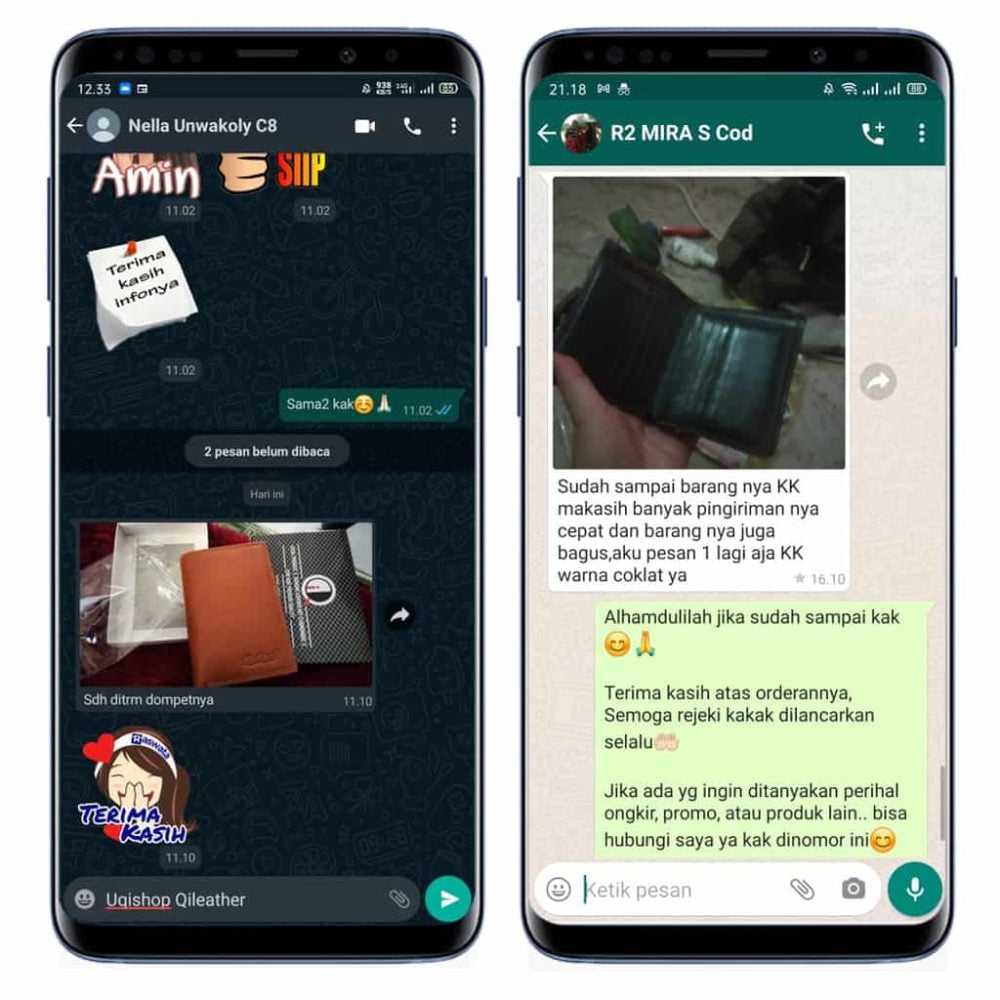 12.33
938
KB/S
85
Nella Unwakoly C8
Amin
SIIP
11.02
11.02
Terima
kasih
infonya
11.02
Sama2 kak☺️🙏🏻 11.02
2 pesan belum dibaca
Hari ini
Sdh ditrm dompetnya 11.10
TERIMA
KASIH
11.10
Uqishop Qileather
21.18
88
R2 MIRA S Cod
Sudah sampai barang nya KK
makasih banyak pingiriman nya
cepat dan barang nya juga
bagus,aku pesan 1 lagi aja KK
warna coklat ya
16.10
Alhamdulilah jika sudah sampai kak
😊🙏
Terima kasih atas orderannya,
Semoga rejeki kakak dilancarkan
selalu🤲🏻
Jika ada yg ingin ditanyakan perihal
ongkir, promo, atau produk lain.. bisa
hubungi saya ya kak dinomor ini😊
Ketik pesan